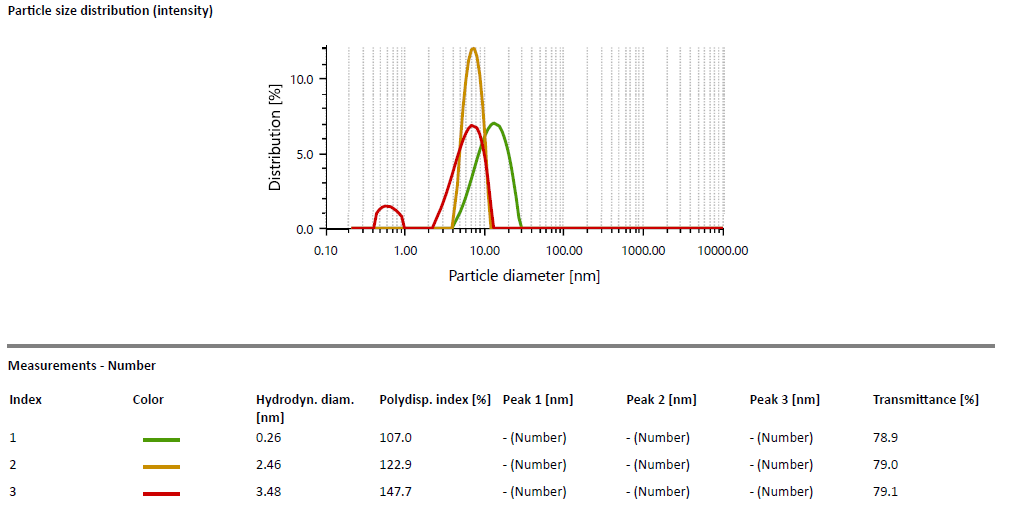 Particle size distribution (intensity)
10.0
5.0
0.0
Distribution [%]
0.10 1.00 10.00 100.00 1000.00 10000.00
Particle diameter [nm]
Measurements - Number
Index Color Hydrodyn. diam. [nm] Polydisp. index [%] Peak 1 [nm] Peak 2 [nm] Peak 3 [nm] Transmittance [%]
1 0.26 107.0 - (Number) - (Number) - (Number) 78.9
2 2.46 122.9 - (Number) - (Number) - (Number) 79.0
3 3.48 147.7 - (Number) - (Number) - (Number) 79.1